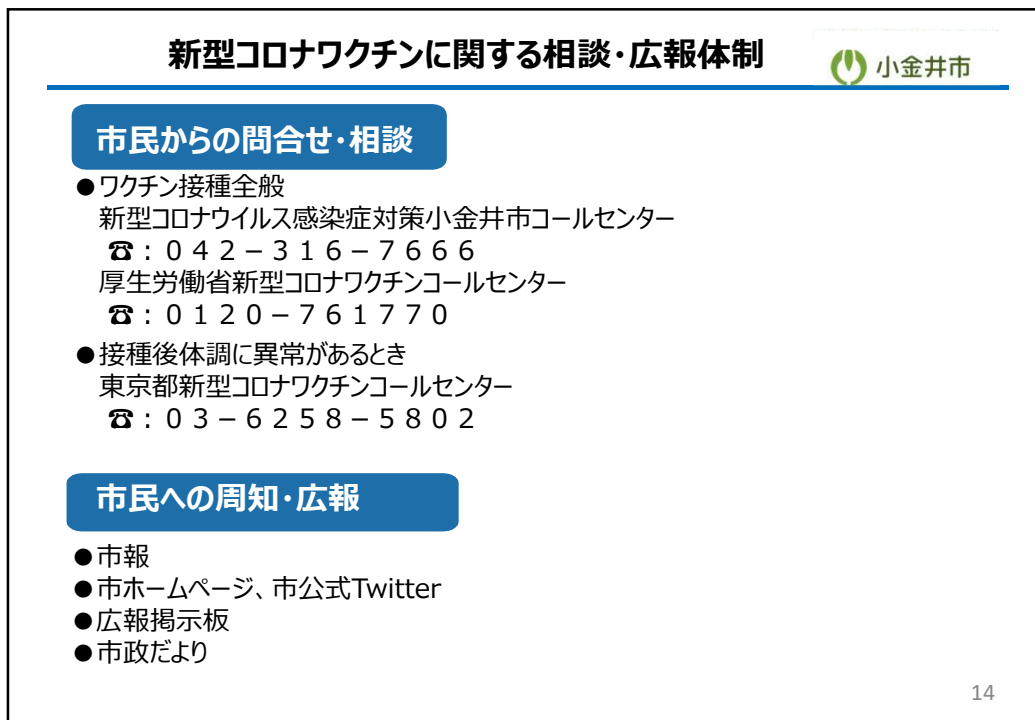 新型コロナワクチンに関する相談・広報体制
小金井市
市民からの問合せ・相談
●ワクチン接種全般
新型コロナウイルス感染症対策小金井市コールセンター
☎：０４２－３１６－７６６６
厚生労働省新型コロナワクチンコールセンター
☎：０１２０－７６１７７０
●接種後体調に異常があるとき
東京都新型コロナワクチンコールセンター
☎：０３－６２５８－５８０２
市民への周知・広報
●市報
●市ホームページ、市公式Twitter
●広報掲示板
●市政だより
14